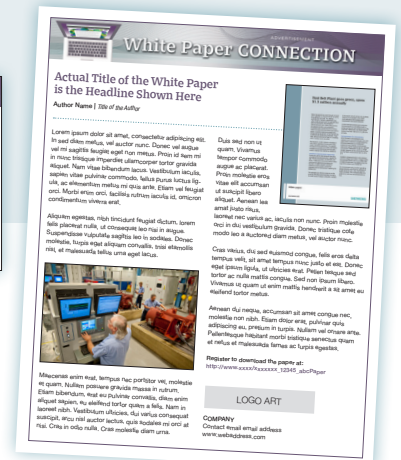 ADVERTISEMENT
White Paper CONNECTION
Actual Title of the White Paper
is the Headline Shown Here
Author Name | Title of the Author
Lorem ipsum dolor sit amet, consectetur adipiscing elit.
In sed diam metus, vel auctor nunc. Donec vel augue
vel mi sagittis feugiat eget non metus. Proin id sem mi
in nunc tristique imperdiet ullamcorper tortor gravida
aliquet. Nam vitae bibendum lacus. Vestibulum iaculis,
sapien vitae pulvinar commodo, tellus purus luctus lig-
ula, ac elementum metus mi quis ante. Etiam vel feugiat
orci. Morbi enim orci, facilisis rutrum iaculis id, dimcron
condimentum viverra erat.
Aliquam egestas, nibh tincidunt feugiat dictum, lorem
felis placerat nulla, ut consequat leo nisi in augue.
Suspendisse vulputate sagittis leo in sodales. Donec
molestie, turpis eget aliquam convallis, nisi eros
nisl, et malesuada tellus urna eget lacus.
Maecenas enim erat, tempus nec porttitor vel, molestie
et quam. Nullam posuere gravida massa in rutrum.
Etiam bibendum, erat eu pulvinar convallis, diam enim
aliquet sapien, eu eleifend tortor quam a felis. Nam in
laoreet nibh. Vestibulum ultricies, dui varius consequat
suscipit, arcu nisl auctor lectus, quis sodales mi orci at
nisi. Cras in odio nulla. Cras molestie diam urna.
Duis sed non ut
quam. Vivamus
tempor commodo
augue ac placerat.
Proin molestie eros
vitae elit accumsan
ut suscipit libero
aliquet. Aenean les
amat justo risus,
laoreet nec varius ac, iaculis non nunc. Proin molestie
orci in dui vestibulum gravida. Donec tristique cofe
modo leo a auctored diam metus, vel auctor nunc.
Cras varius, dui sed euismod congue, felis eros delta
tempus velit, sit amet tempus nunc justo et est. Donec
eget ipsum ligula, ut ultricies erat. Pellen tesque sed
tortor ac nulla mattis congue. Sed non ipsum libero.
Vivamus ut quam ut enim mattis hendrerit a sit amet eu
eleifend tortor metus.
Aenean dui neque, accumsan sit amet congue nec,
molestie non nibh. Etiam dolor erat, pulvinar quis
adipiscing eu, pretium in turpis. Nullam vel ornare ante.
Pellentesque habitant morbi tristique senectus quam
et netus et malesuada fames ac turpis egestas.
Register to download the paper at:
http://www.xxxx/xxxxxxx_12345_abcPaper
LOGO ART
COMPANY
Contact email email address
www.webaddress.com